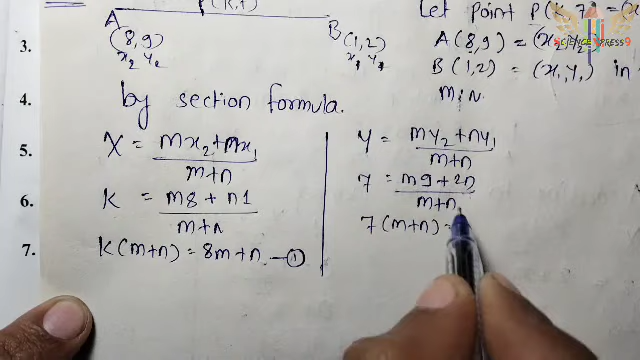 P(K,7)
Let point P(K,7) =
A
B
3. (8,9) (1,2) A(8,9) = (x₂,y₂)
x₂ y₂ x₁ y₁ B(1,2) = (x₁,y₁) in
4. by section formula. m:n.
5. X = mx₂+nx₁ / m+n
6. K = m8 + n1 / m+n
7. K(m+n) = 8m+n —①
Y = my₂+ny₁ / m+n
7 = m9+2n / m+n
7(m+n) =
SCIENCE XPRESS9